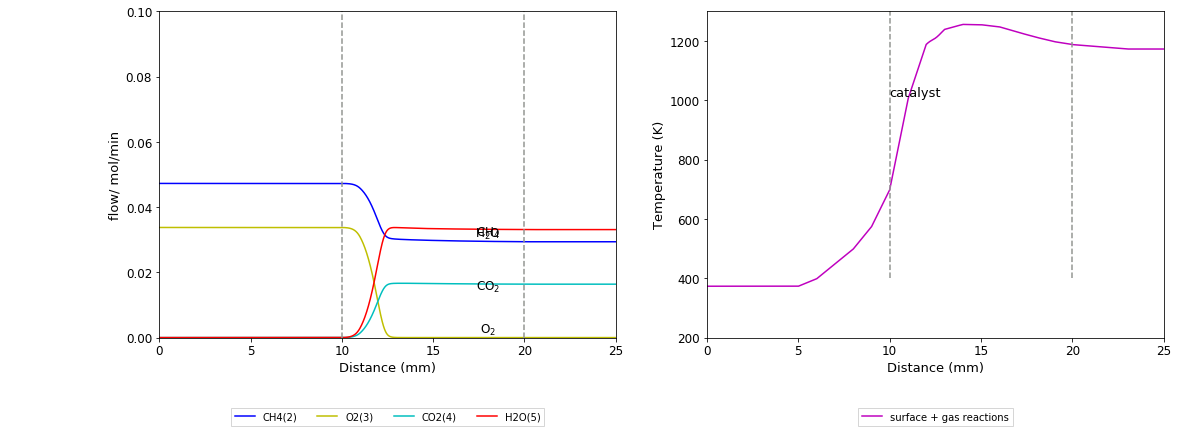 0.10
0.08
0.06
0.04
0.02
0.00
flow/ mol/min
CO₂
O₂
0
5
10
15
20
25
Distance (mm)
CH4(2)
O2(3)
CO2(4)
H2O(5)
1200
1000
800
600
400
200
Temperature (K)
catalyst
0
5
10
15
20
25
Distance (mm)
surface + gas reactions